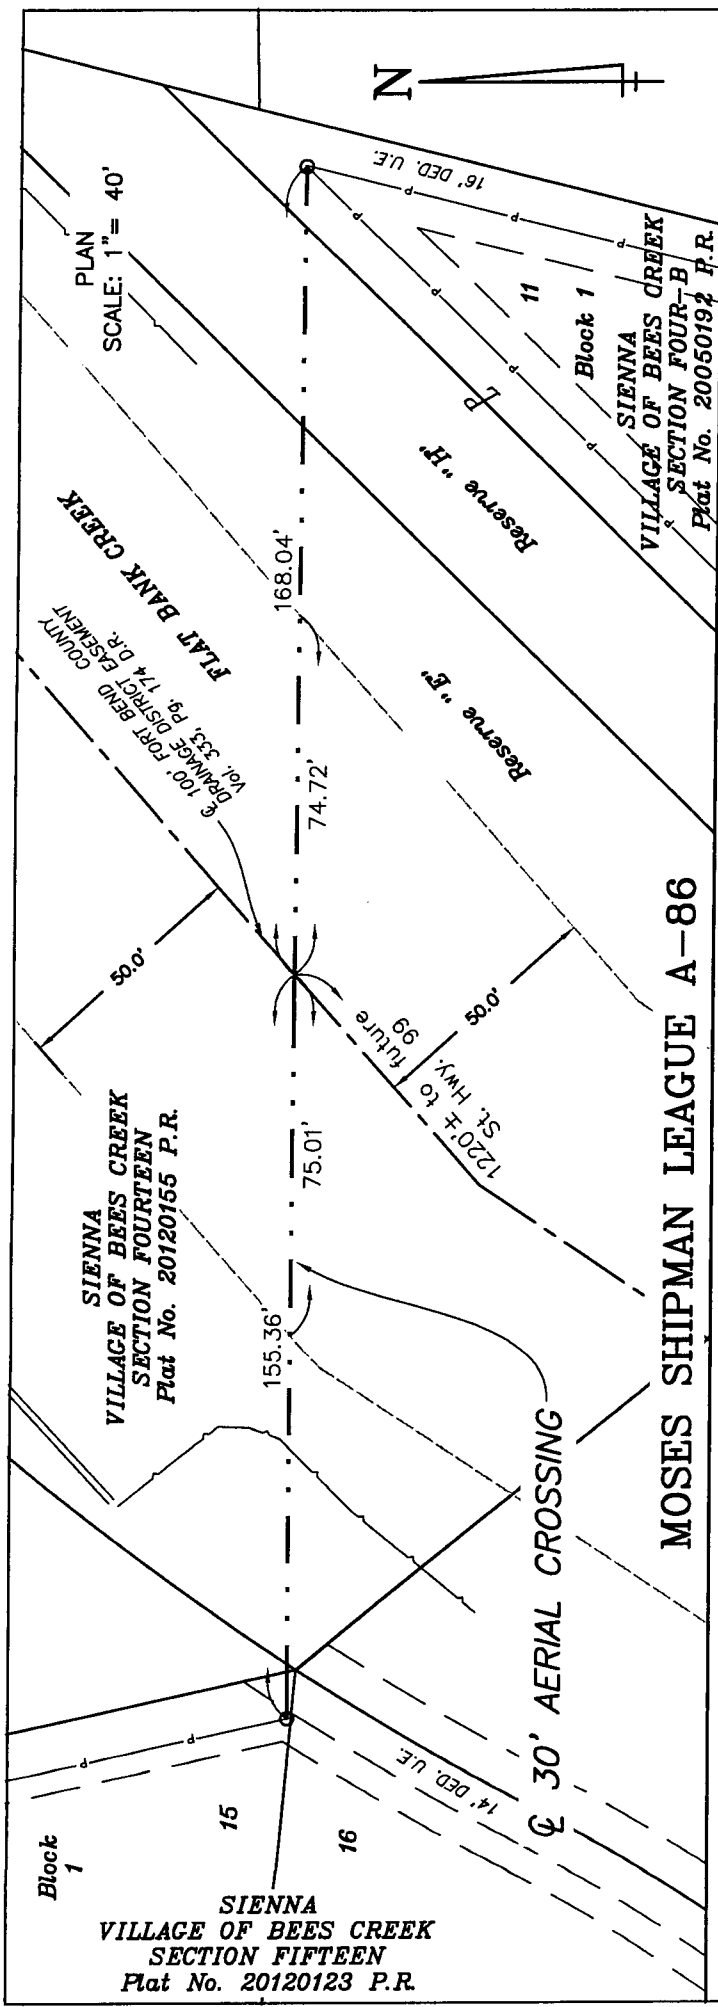 N
PLAN
SCALE: 1"= 40'
16' DED. U.E.
11
Block 1
SIENNA
VILLAGE OF BEES CREEK
SECTION FOUR-B
Plat No. 20050192 P.R.
PL
Reserve "H"
Reserve "E"
168.04'
FLAT BANK CREEK
℄ 100' FORT BEND COUNTY
DRAINAGE DISTRICT EASEMENT
Vol. 333, Pg. 174 D.R.
74.72'
50.0'
50.0'
1220'± to future
St. Hwy. 99
75.01'
SIENNA
VILLAGE OF BEES CREEK
SECTION FOURTEEN
Plat No. 20120155 P.R.
155.36'
MOSES SHIPMAN LEAGUE A-86
℄ 30' AERIAL CROSSING
14' DED. U.E.
P
P
P
P
P
P
P
P
P
P
Block
1
15
16
SIENNA
VILLAGE OF BEES CREEK
SECTION FIFTEEN
Plat No. 20120123 P.R.